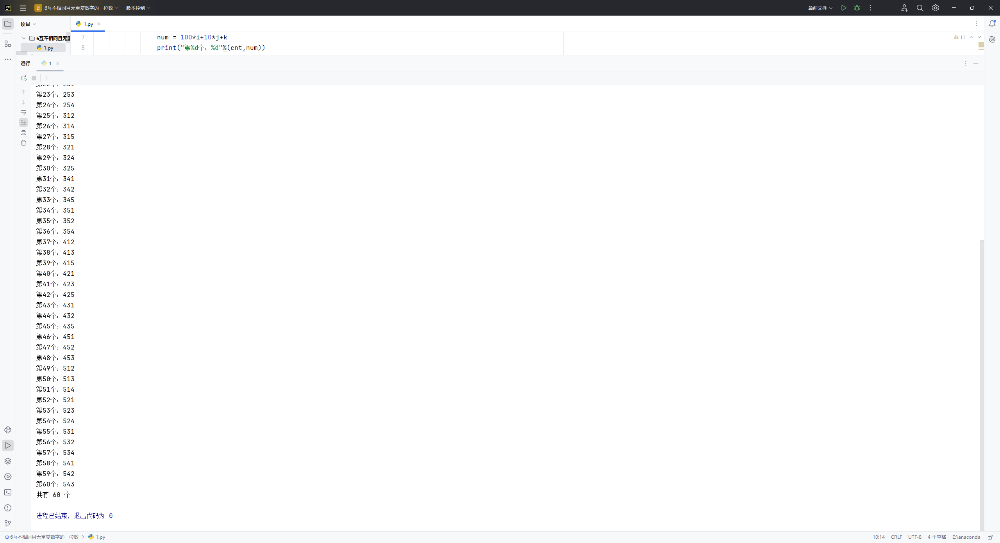 6互不相同且无重复数字的三位数
版本控制
当前文件
项目
1.py
6互不相同且无重
1.py
7 num = 100*i+10*j+k
8 print("第%d个：%d"%(cnt,num))
11
运行
1
第23个：253
第24个：254
第25个：312
第26个：314
第27个：315
第28个：321
第29个：324
第30个：325
第31个：341
第32个：342
第33个：345
第34个：351
第35个：352
第36个：354
第37个：412
第38个：413
第39个：415
第40个：421
第41个：423
第42个：425
第43个：431
第44个：432
第45个：435
第46个：451
第47个：452
第48个：453
第49个：512
第50个：513
第51个：514
第52个：521
第53个：523
第54个：524
第55个：531
第56个：532
第57个：534
第58个：541
第59个：542
第60个：543
共有 60 个
进程已结束，退出代码为 0
6互不相同且无重复数字的三位数 > 1.py
10:14 CRLF UTF-8 4 个空格 E:\anaconda